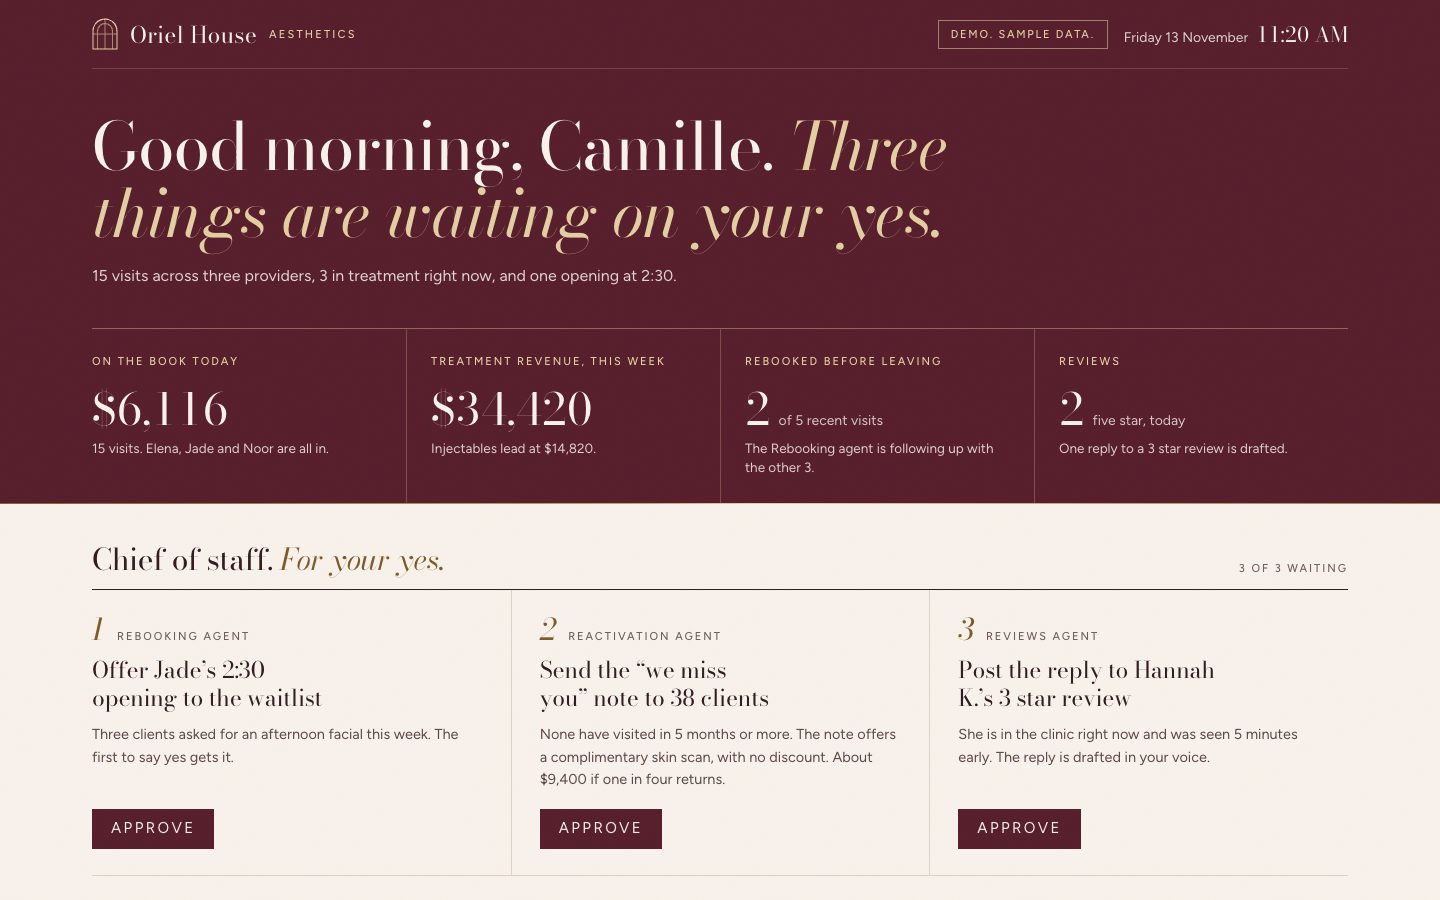 Oriel House AESTHETICS
DEMO. SAMPLE DATA. Friday 13 November 11:20 AM
Good morning, Camille. Three
things are waiting on your yes.
15 visits across three providers, 3 in treatment right now, and one opening at 2:30.
ON THE BOOK TODAY
$6,116
15 visits. Elena, Jade and Noor are all in.
TREATMENT REVENUE, THIS WEEK
$34,420
Injectables lead at $14,820.
REBOOKED BEFORE LEAVING
2 of 5 recent visits
The Rebooking agent is following up with
the other 3.
REVIEWS
2 five star, today
One reply to a 3 star review is drafted.
Chief of staff. For your yes.
3 OF 3 WAITING
1 REBOOKING AGENT
Offer Jade’s 2:30
opening to the waitlist
Three clients asked for an afternoon facial this week. The
first to say yes gets it.
APPROVE
2 REACTIVATION AGENT
Send the “we miss
you” note to 38 clients
None have visited in 5 months or more. The note offers
a complimentary skin scan, with no discount. About
$9,400 if one in four returns.
APPROVE
3 REVIEWS AGENT
Post the reply to Hannah
K.’s 3 star review
She is in the clinic right now and was seen 5 minutes
early. The reply is drafted in your voice.
APPROVE